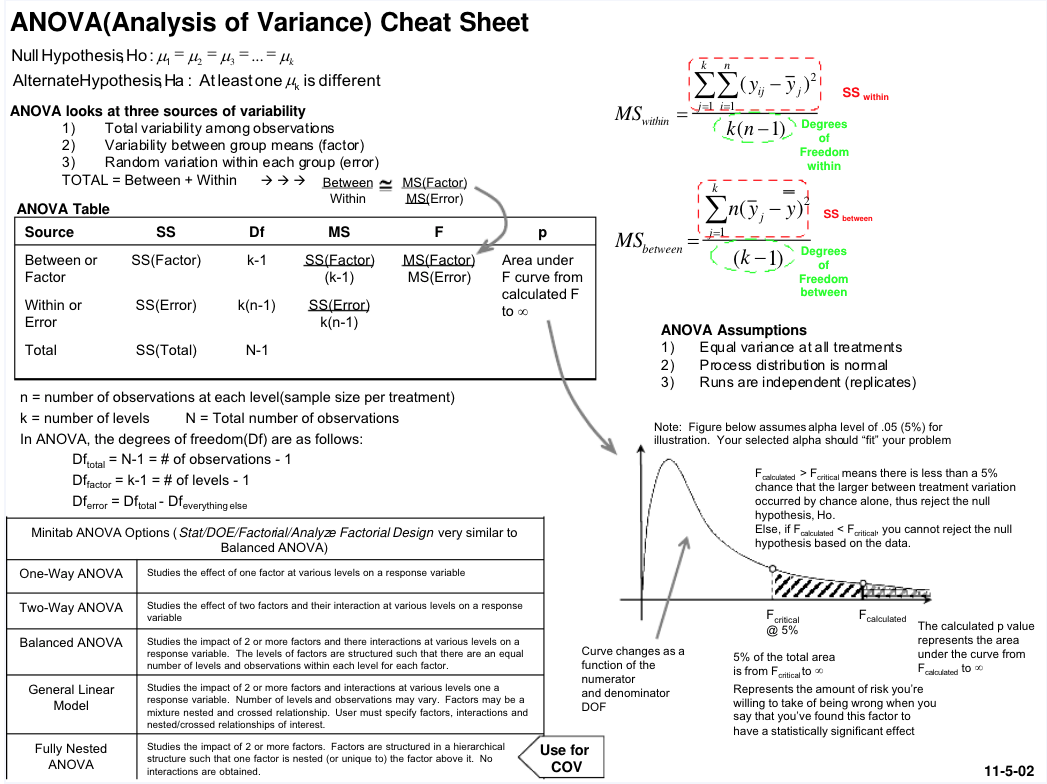 ANOVA(Analysis of Variance) Cheat Sheet
Null Hypothesis, Ho : μ1 = μ2 = μ3 = ... = μk
Alternate Hypothesis, Ha : At least one μk is different
ANOVA looks at three sources of variability
1) Total variability among observations
2) Variability between group means (factor)
3) Random variation within each group (error)
TOTAL = Between + Within → → → Between ≅ MS(Factor)
Within MS(Error)
MSwithin = ∑(j=1 to k) ∑(i=1 to n) (yij − y̅j)² / k(n − 1)
SS within
Degrees
of
Freedom
within
MSbetween = ∑(j=1 to k) n(y̅j − y̿)² / (k − 1)
SS between
Degrees
of
Freedom
between
ANOVA Table
Source SS Df MS F p
Between or SS(Factor) k-1 SS(Factor) MS(Factor) Area under
Factor (k-1) MS(Error) F curve from
calculated F
to ∞
Within or SS(Error) k(n-1) SS(Error)
Error k(n-1)
Total SS(Total) N-1
ANOVA Assumptions
1) Equal variance at all treatments
2) Process distribution is normal
3) Runs are independent (replicates)
n = number of observations at each level(sample size per treatment)
k = number of levels N = Total number of observations
In ANOVA, the degrees of freedom(Df) are as follows:
Dftotal = N-1 = # of observations - 1
Dffactor = k-1 = # of levels - 1
Dferror = Dftotal - Dfeverything else
Note: Figure below assumes alpha level of .05 (5%) for
illustration. Your selected alpha should “fit” your problem
Fcalculated > Fcritical means there is less than a 5%
chance that the larger between treatment variation
occurred by chance alone, thus reject the null
hypothesis, Ho.
Else, if Fcalculated < Fcritical, you cannot reject the null
hypothesis based on the data.
Fcritical
@ 5%
Fcalculated
The calculated p value
represents the area
under the curve from
Fcalculated to ∞
Curve changes as a
function of the
numerator
and denominator
DOF
5% of the total area
is from Fcritical to ∞
Represents the amount of risk you’re
willing to take of being wrong when you
say that you’ve found this factor to
have a statistically significant effect
Minitab ANOVA Options (Stat/DOE/Factorial/Analyze Factorial Design very similar to
Balanced ANOVA)
One-Way ANOVA Studies the effect of one factor at various levels on a response variable
Two-Way ANOVA Studies the effect of two factors and their interaction at various levels on a response
variable
Balanced ANOVA Studies the impact of 2 or more factors and there interactions at various levels on a
response variable. The levels of factors are structured such that there are an equal
number of levels and observations within each level for each factor.
General Linear
Model
Studies the impact of 2 or more factors and interactions at various levels one a
response variable. Number of levels and observations may vary. Factors may be a
mixture nested and crossed relationship. User must specify factors, interactions and
nested/crossed relationships of interest.
Fully Nested
ANOVA
Studies the impact of 2 or more factors. Factors are structured in a hierarchical
structure such that one factor is nested (or unique to) the factor above it. No
interactions are obtained.
Use for
COV
11-5-02